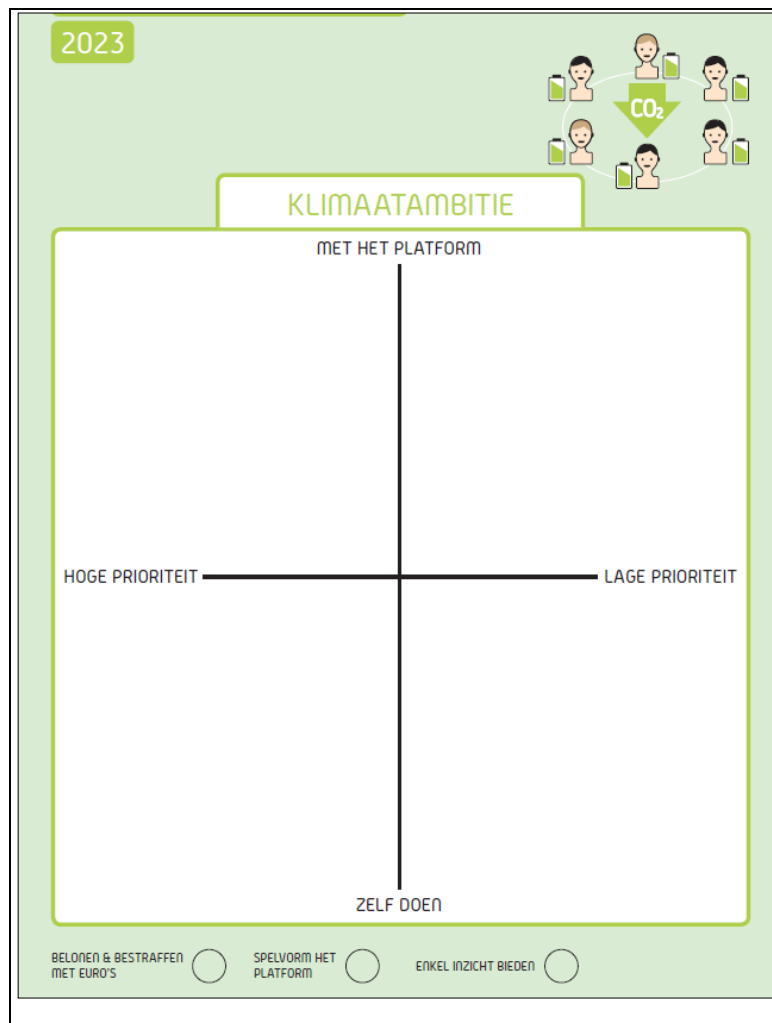 2023
CO₂
KLIMAATAMBITIE
MET HET PLATFORM
HOGE PRIORITEIT
LAGE PRIORITEIT
ZELF DOEN
BELONEN & BESTRAFFEN
MET EURO'S
SPELVORM HET
PLATFORM
ENKEL INZICHT BIEDEN